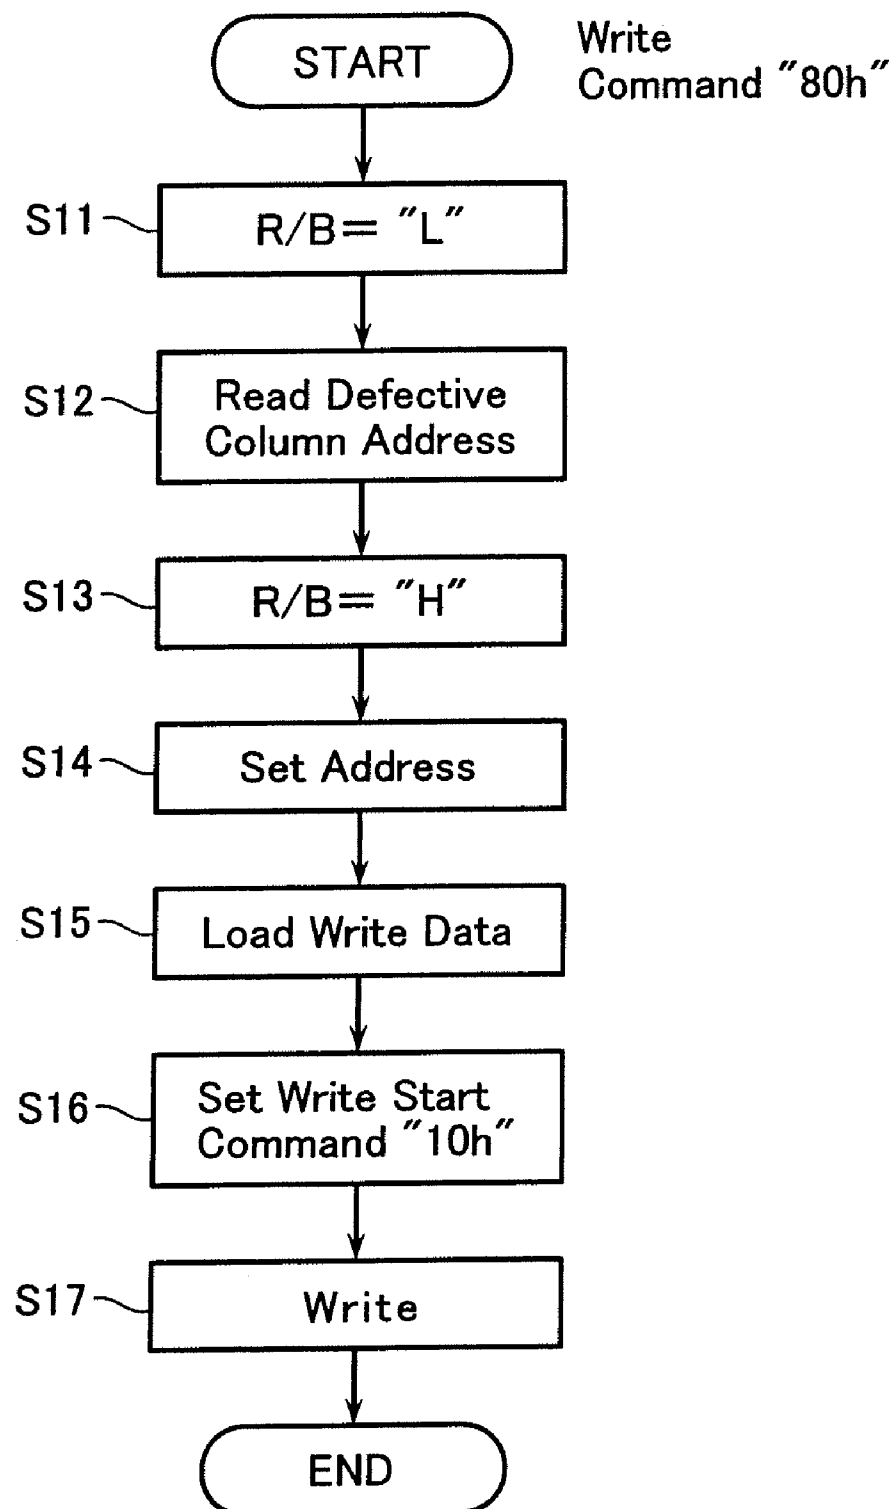 START
Write
Command "80h"
S11
R/B= "L"
S12
Read Defective
Column Address
S13
R/B= "H"
S14
Set Address
S15
Load Write Data
S16
Set Write Start
Command "10h"
S17
Write
END